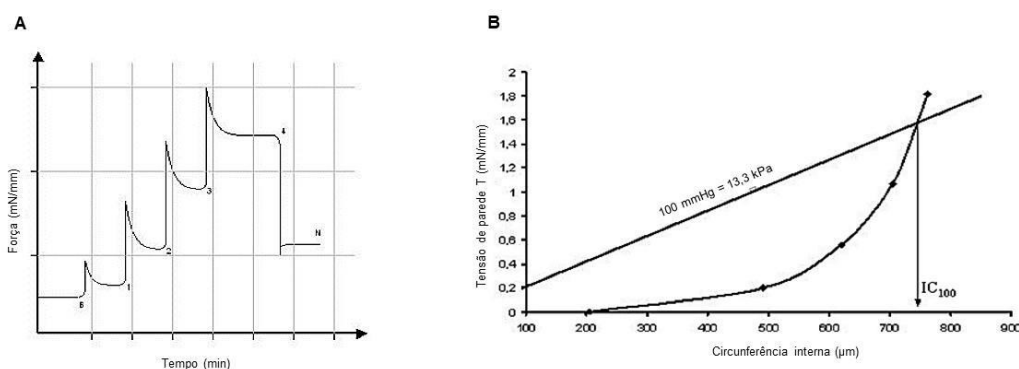 A
Força (mN/mm)
B
1
2
3
4
N
Tempo (min)
B
Tensão de parede T (mN/mm)
2
1,8
1,6
1,4
1,2
1
0,8
0,6
0,4
0,2
0
100 mmHg = 13,3 kPa
IC100
100 200 300 400 500 600 700 800 900
Circunferência interna (µm)